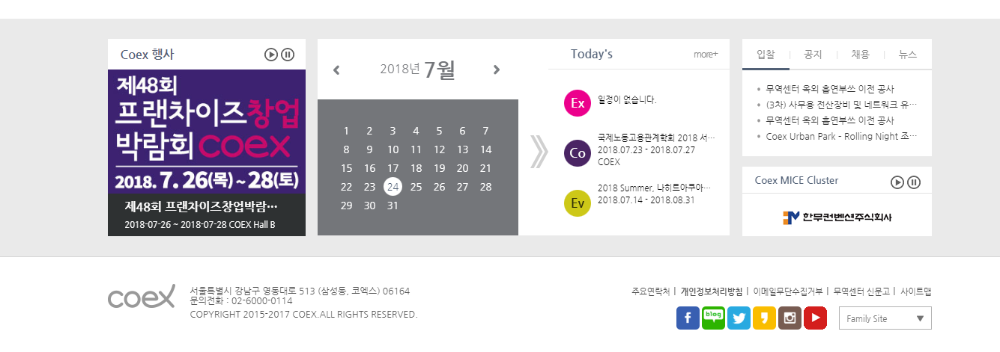 Coex 행사
제48회
프랜차이즈창업
박람회 coex
2018. 7. 26(목) ~ 28(토)
제48회 프랜차이즈창업박람…
2018-07-26 ~ 2018-07-28 COEX Hall B
2018년 7월
1 2 3 4 5 6 7
8 9 10 11 12 13 14
15 16 17 18 19 20 21
22 23 24 25 26 27 28
29 30 31
Today's more+
Ex 일정이 없습니다.
Co 국제노동고용관계학회 2018 서…
2018.07.23 - 2018.07.27
COEX
Ev 2018 Summer, 나히트아쿠아…
2018.07.14 - 2018.08.31
입찰 | 공지 | 채용 | 뉴스
• 무역센터 옥외 흡연부쓰 이전 공사
• (3차) 사무용 전산장비 및 네트워크 유…
• 무역센터 옥외 흡연부쓰 이전 공사
• Coex Urban Park – Rolling Night 조…
Coex MICE Cluster
한무컨벤션주식회사
coex
서울특별시 강남구 영동대로 513 (삼성동, 코엑스) 06164
문의전화 : 02-6000-0114
COPYRIGHT 2015-2017 COEX.ALL RIGHTS RESERVED.
주요연락처 | 개인정보처리방침 | 이메일무단수집거부 | 무역센터 신문고 | 사이트맵
blog
Family Site